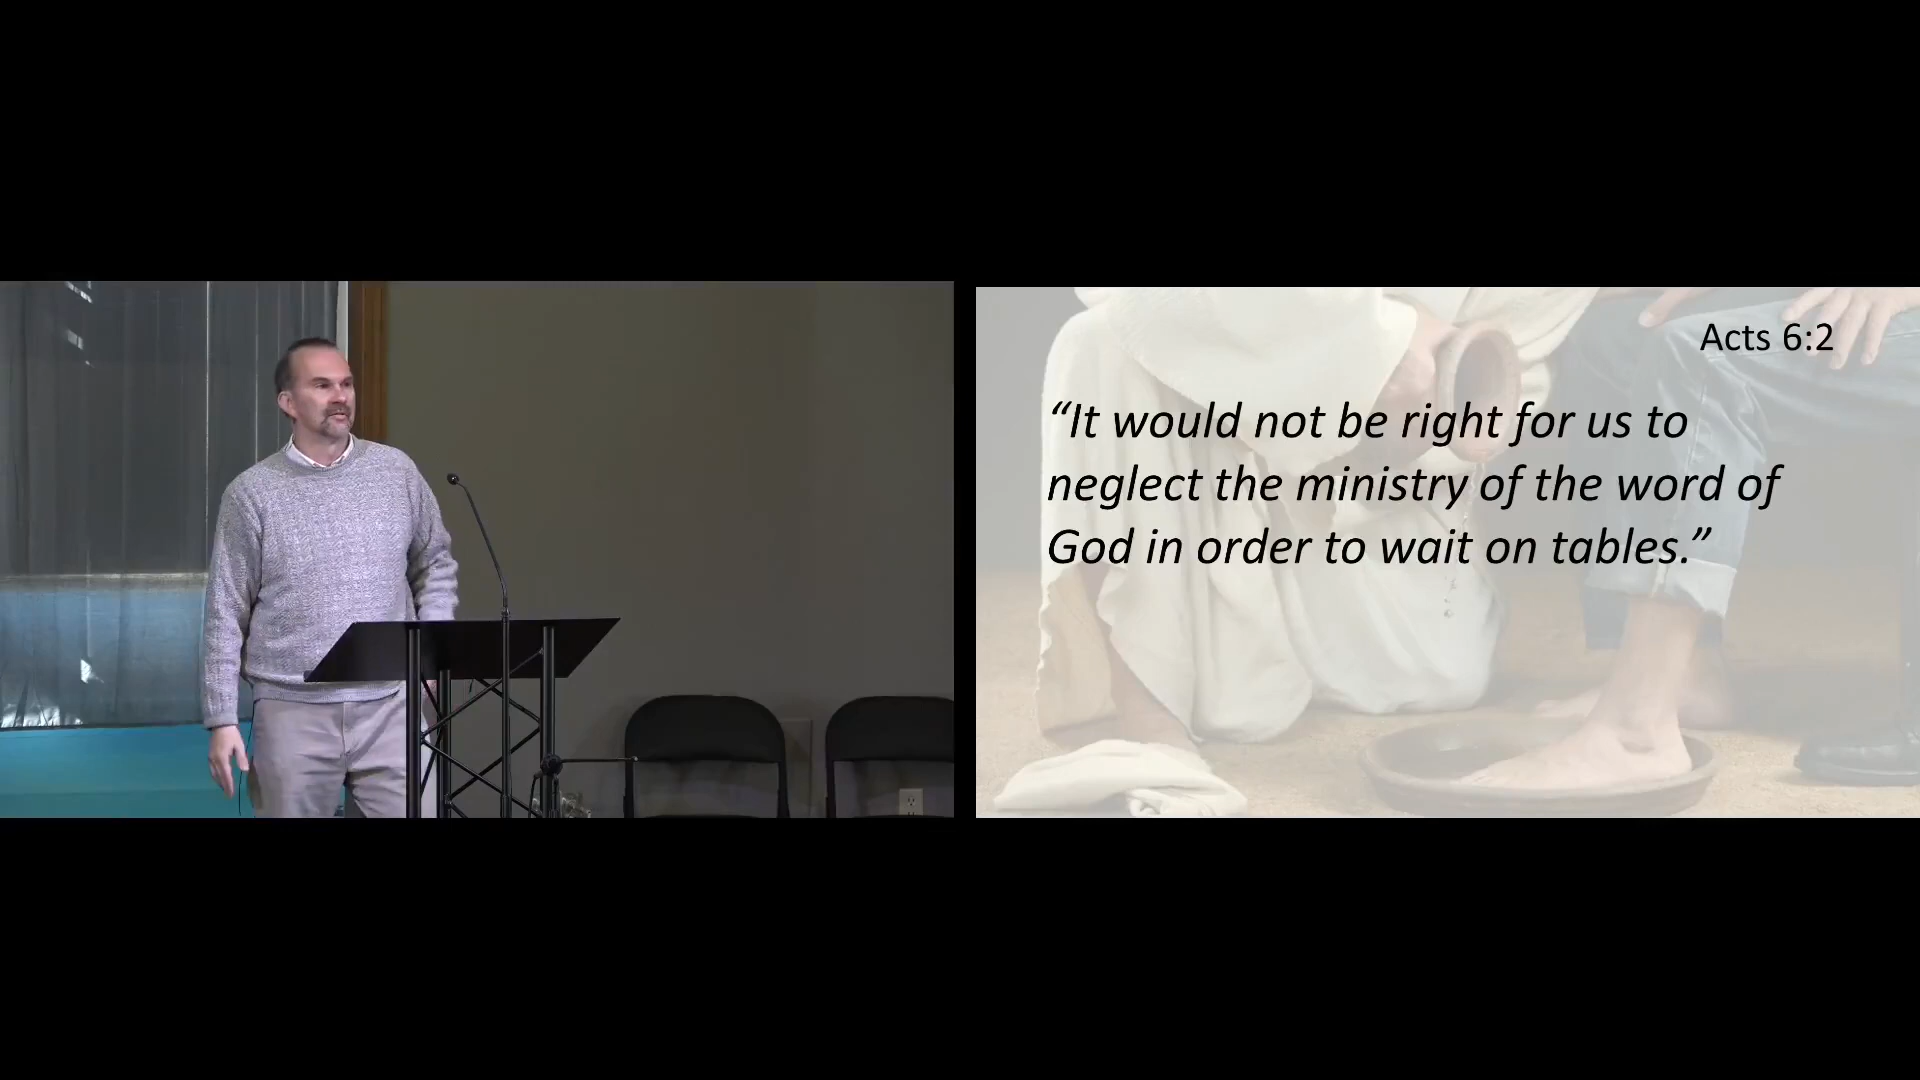 Acts 6:2
“It would not be right for us to
neglect the ministry of the word of
God in order to wait on tables.”